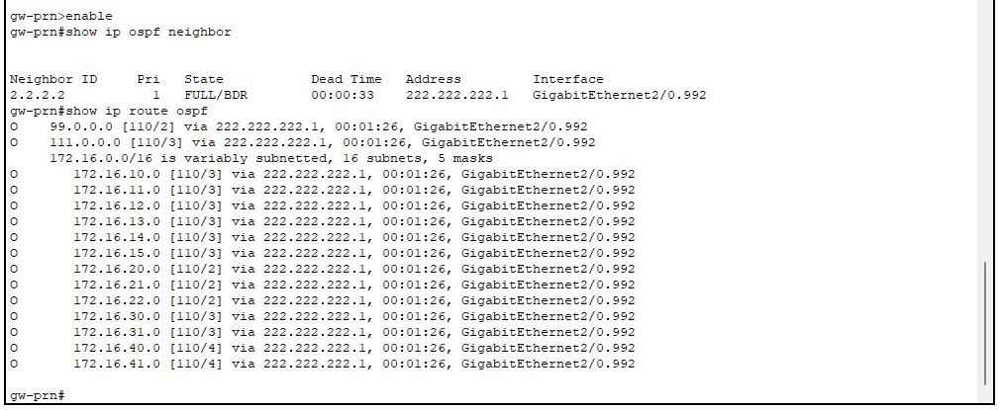 gw-prn>enable
gw-prn#show ip ospf neighbor
Neighbor ID     Pri   State           Dead Time   Address         Interface
2.2.2.2           1   FULL/BDR        00:00:33    222.222.222.1   GigabitEthernet2/0.992
gw-prn#show ip route ospf
O    99.0.0.0 [110/2] via 222.222.222.1, 00:01:26, GigabitEthernet2/0.992
O    111.0.0.0 [110/3] via 222.222.222.1, 00:01:26, GigabitEthernet2/0.992
     172.16.0.0/16 is variably subnetted, 16 subnets, 5 masks
O       172.16.10.0 [110/3] via 222.222.222.1, 00:01:26, GigabitEthernet2/0.992
O       172.16.11.0 [110/3] via 222.222.222.1, 00:01:26, GigabitEthernet2/0.992
O       172.16.12.0 [110/3] via 222.222.222.1, 00:01:26, GigabitEthernet2/0.992
O       172.16.13.0 [110/3] via 222.222.222.1, 00:01:26, GigabitEthernet2/0.992
O       172.16.14.0 [110/3] via 222.222.222.1, 00:01:26, GigabitEthernet2/0.992
O       172.16.15.0 [110/3] via 222.222.222.1, 00:01:26, GigabitEthernet2/0.992
O       172.16.20.0 [110/2] via 222.222.222.1, 00:01:26, GigabitEthernet2/0.992
O       172.16.21.0 [110/2] via 222.222.222.1, 00:01:26, GigabitEthernet2/0.992
O       172.16.22.0 [110/2] via 222.222.222.1, 00:01:26, GigabitEthernet2/0.992
O       172.16.30.0 [110/3] via 222.222.222.1, 00:01:26, GigabitEthernet2/0.992
O       172.16.31.0 [110/3] via 222.222.222.1, 00:01:26, GigabitEthernet2/0.992
O       172.16.40.0 [110/4] via 222.222.222.1, 00:01:26, GigabitEthernet2/0.992
O       172.16.41.0 [110/4] via 222.222.222.1, 00:01:26, GigabitEthernet2/0.992
gw-prn#